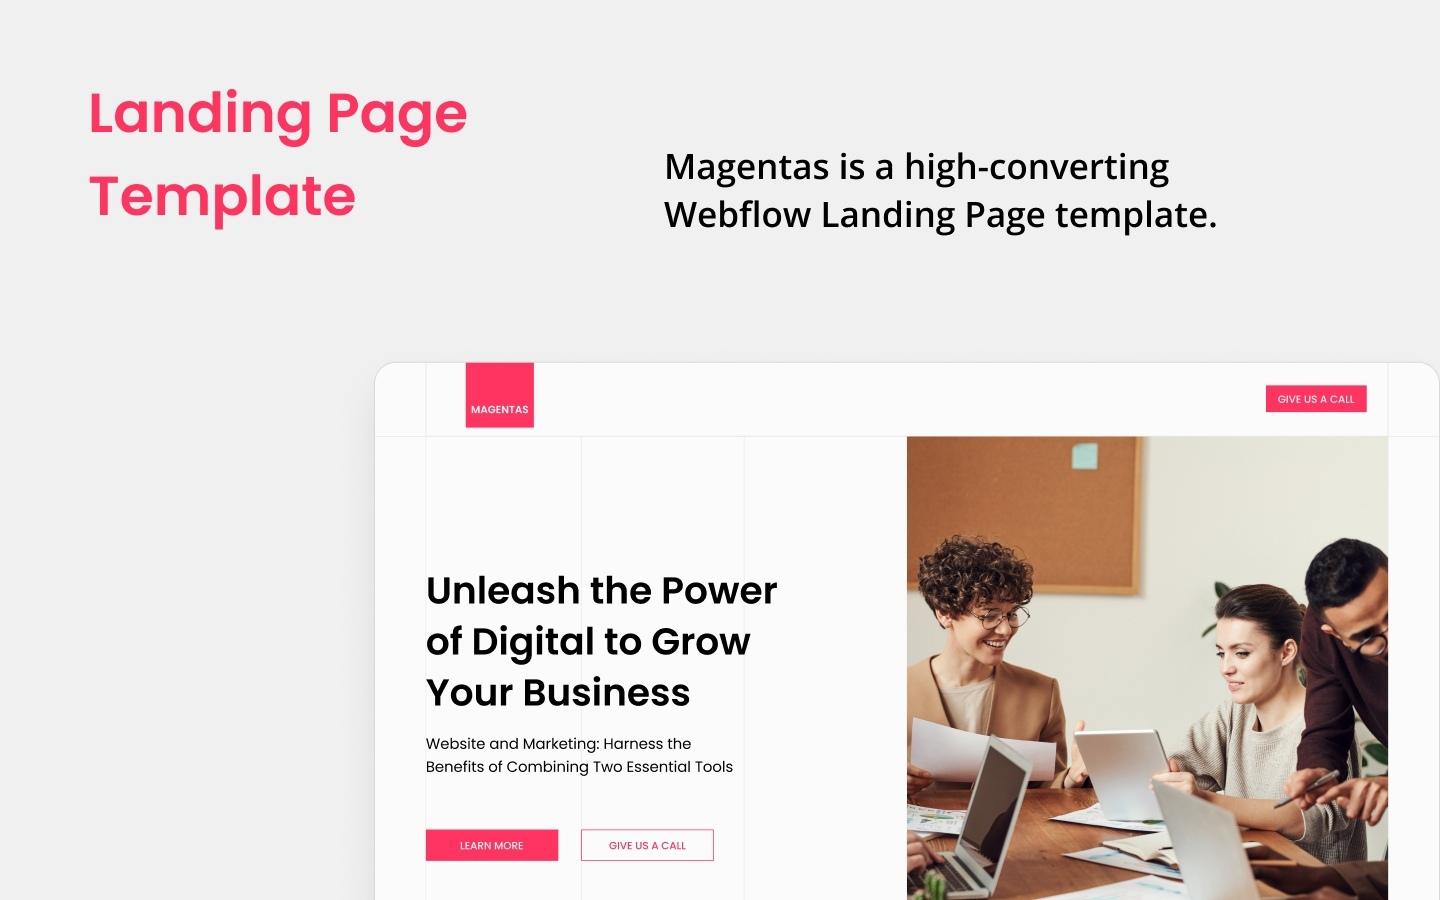 Landing Page
Template
Magentas is a high-converting
Webflow Landing Page template.
MAGENTAS
GIVE US A CALL
Unleash the Power
of Digital to Grow
Your Business
Website and Marketing: Harness the
Benefits of Combining Two Essential Tools
LEARN MORE
GIVE US A CALL